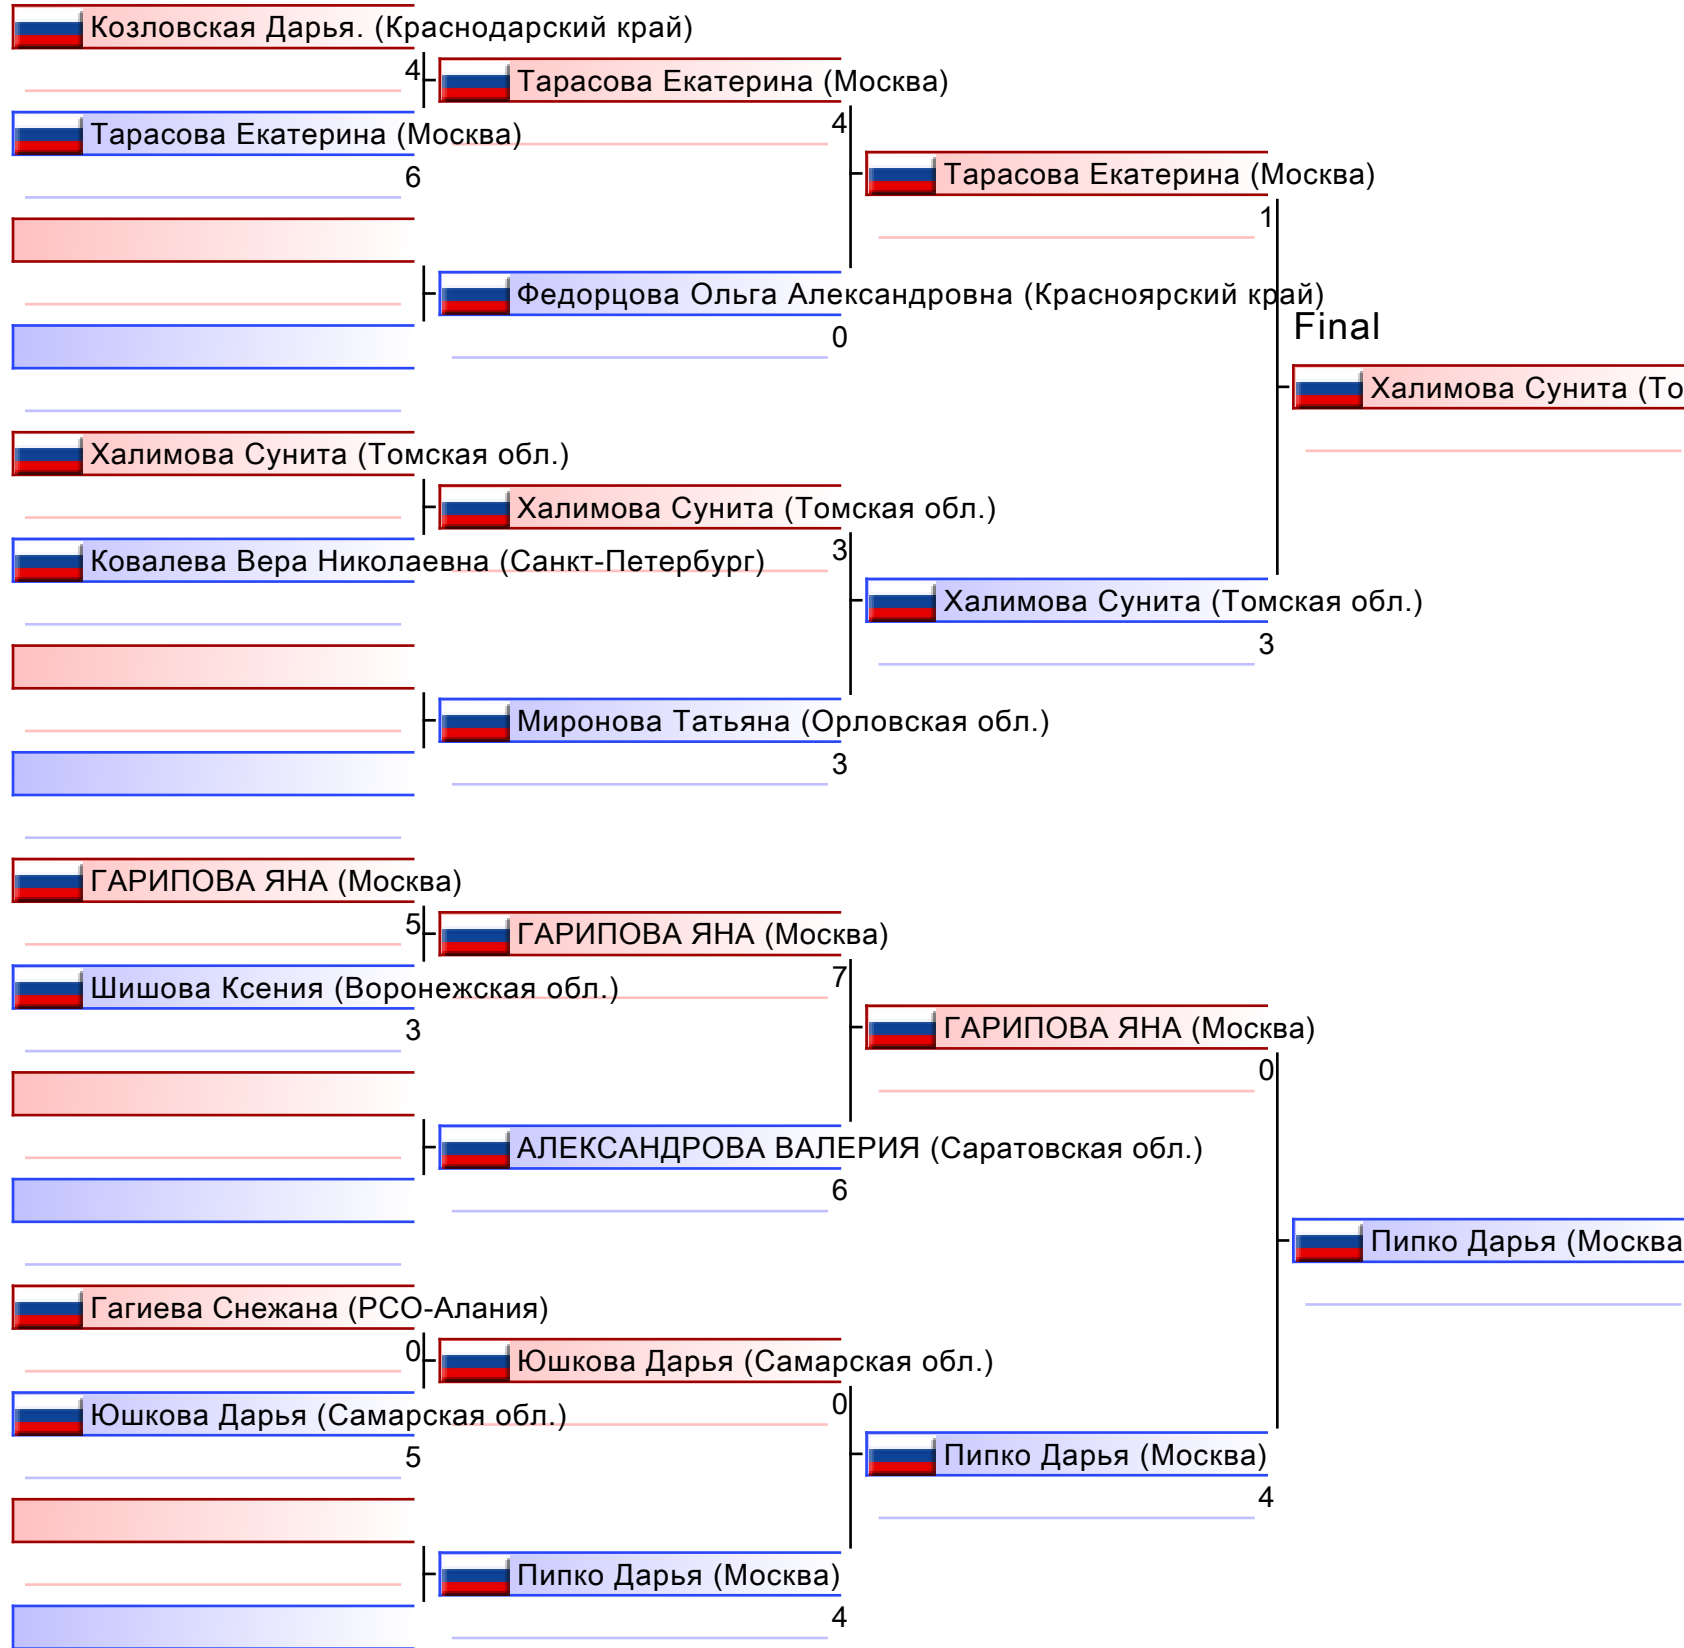 Козловская Дарья. (Краснодарский край)
4
Тарасова Екатерина (Москва)
Тарасова Екатерина (Москва)
4
6
Тарасова Екатерина (Москва)
1
Федорцова Ольга Александровна (Красноярский край)
0
Final
Халимова Сунита (То
Халимова Сунита (Томская обл.)
Халимова Сунита (Томская обл.)
3
Ковалева Вера Николаевна (Санкт-Петербург)
Халимова Сунита (Томская обл.)
3
Миронова Татьяна (Орловская обл.)
3
ГАРИПОВА ЯНА (Москва)
5
ГАРИПОВА ЯНА (Москва)
7
Шишова Ксения (Воронежская обл.)
3
ГАРИПОВА ЯНА (Москва)
0
АЛЕКСАНДРОВА ВАЛЕРИЯ (Саратовская обл.)
6
Пипко Дарья (Москва
Гагиева Снежана (РСО-Алания)
0
Юшкова Дарья (Самарская обл.)
0
Юшкова Дарья (Самарская обл.)
5
Пипко Дарья (Москва)
4
Пипко Дарья (Москва)
4